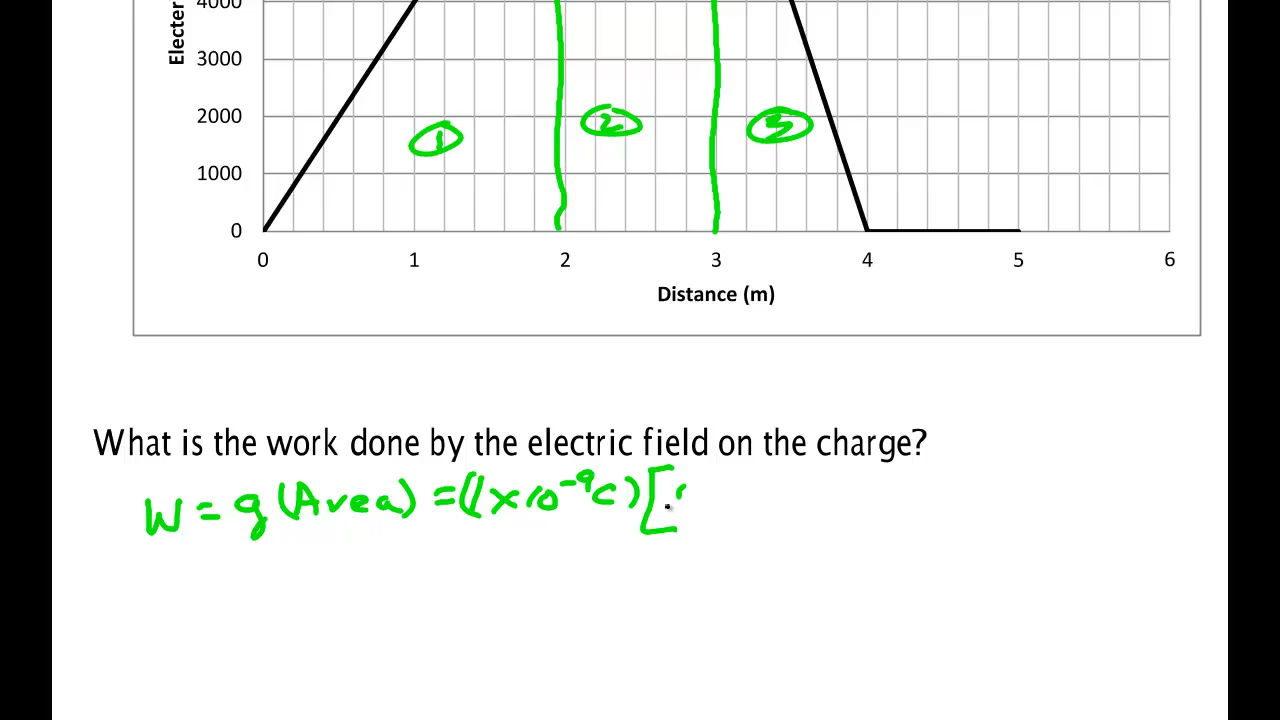 Electer
4000
3000
2000
1000
0
① ② ③
0 1 2 3 4 5 6
Distance (m)
What is the work done by the electric field on the charge?
W = q (Area) = (1×10⁻⁹C) [